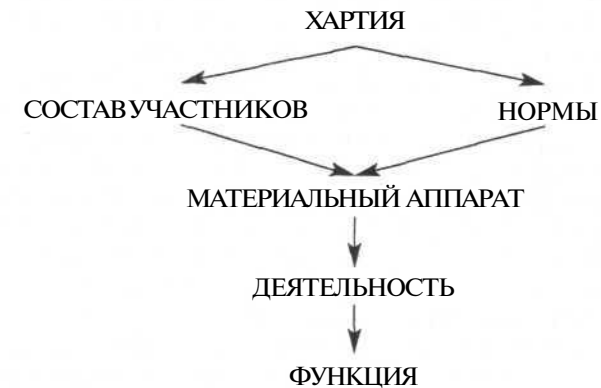 ХАРТИЯ
СОСТАВ УЧАСТНИКОВ НОРМЫ
МАТЕРИАЛЬНЫЙ АППАРАТ
ДЕЯТЕЛЬНОСТЬ
ФУНКЦИЯ